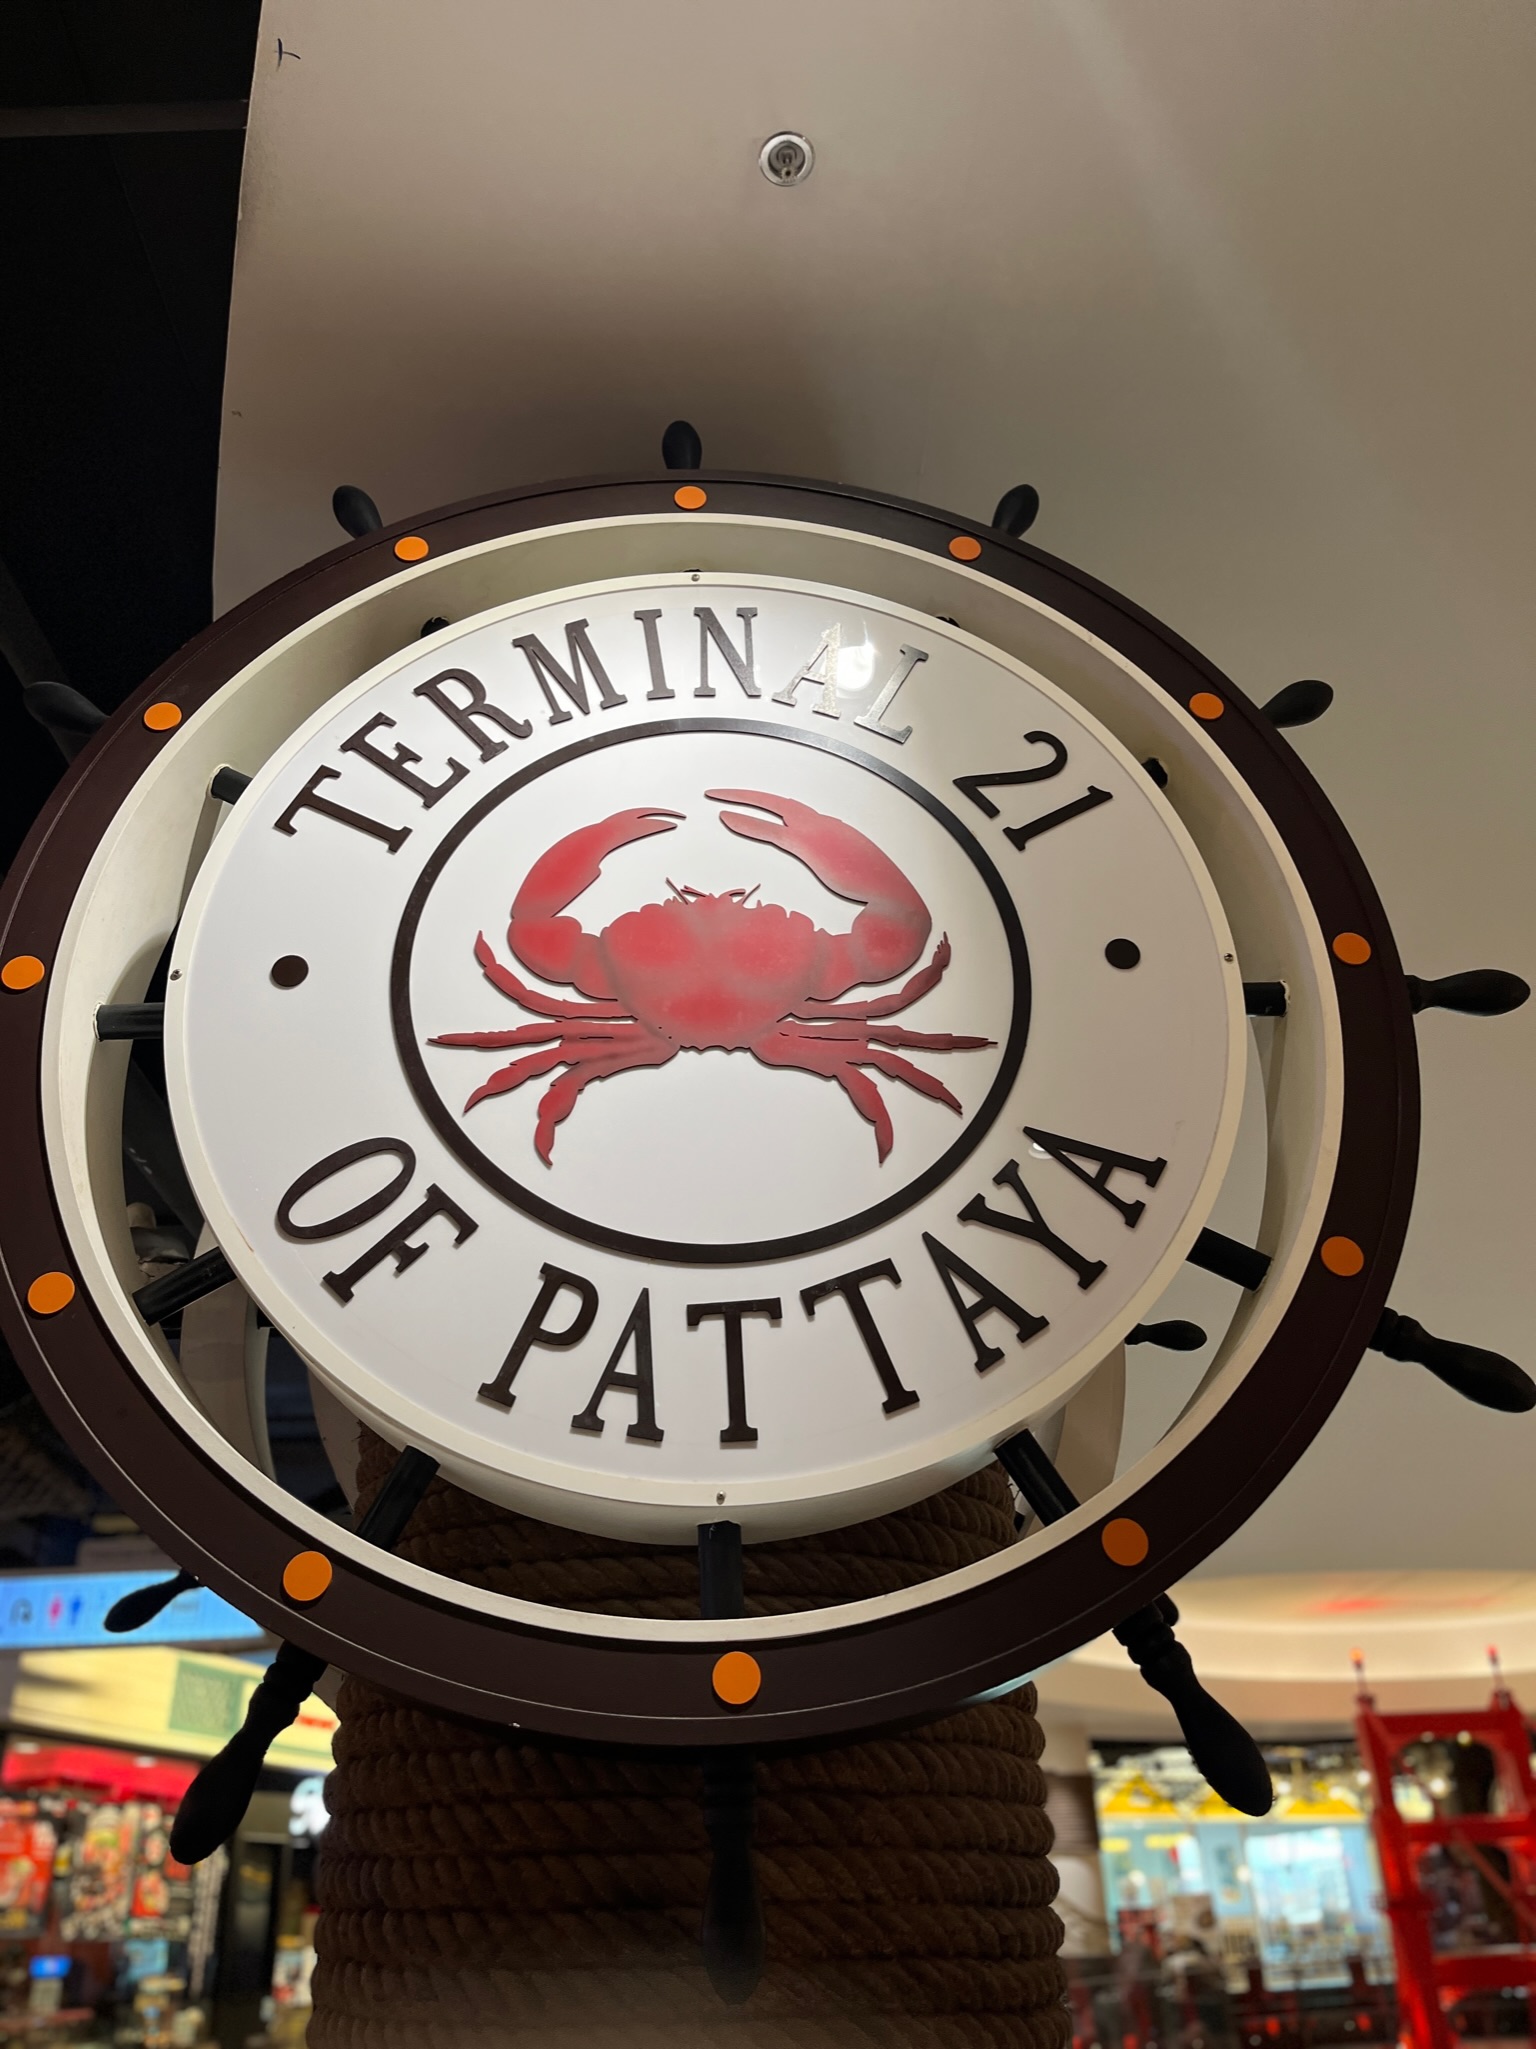 TERMINAL 21
OF PATTAYA